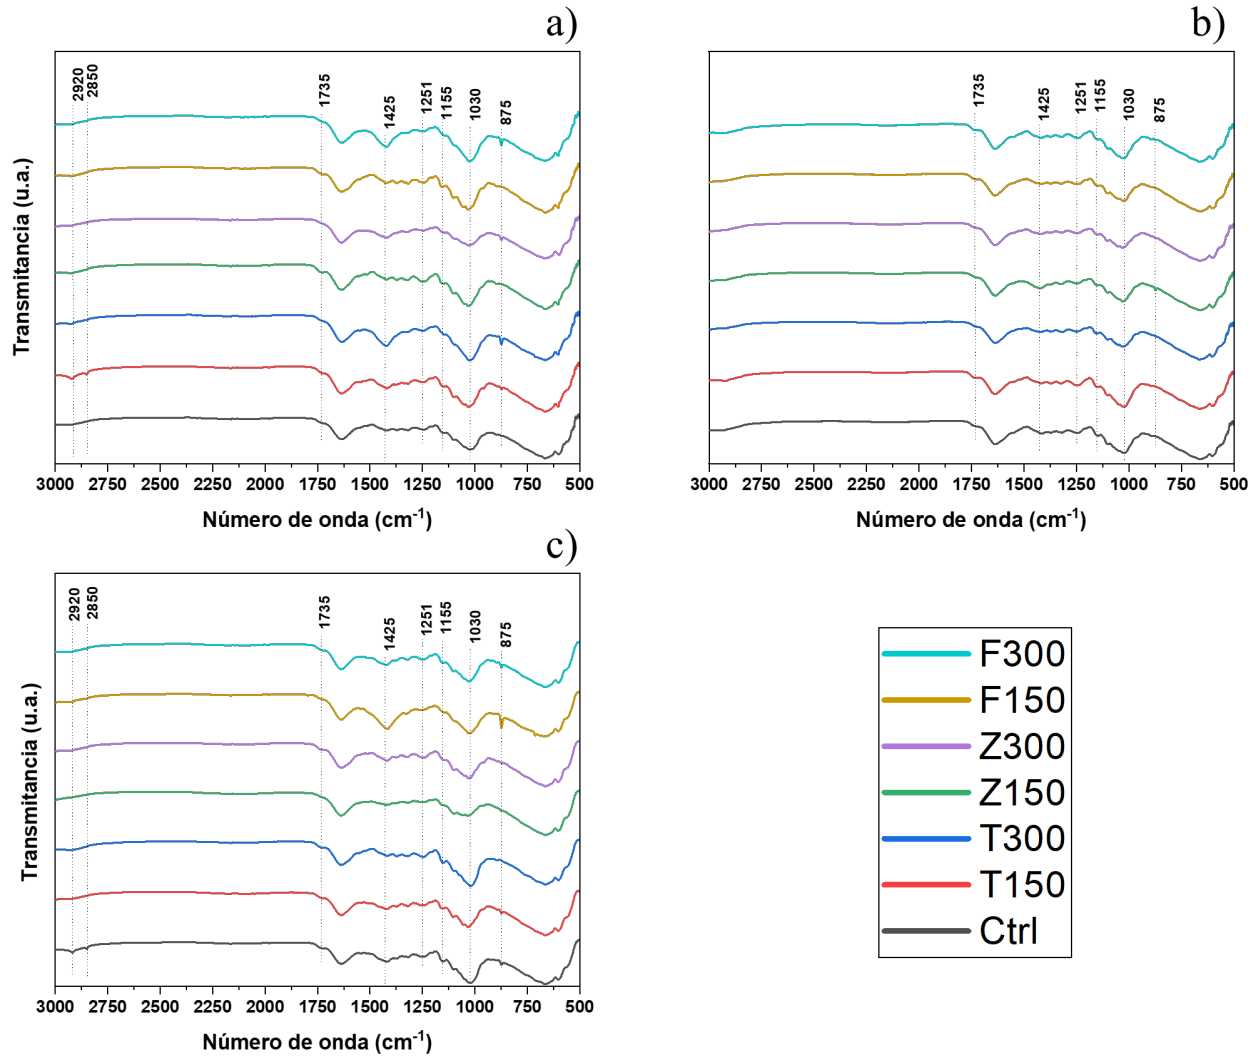 a)
2920 2850 1735 1425 1251 1155 1030 875
Transmitancia (u.a.)
3000 2750 2500 2250 2000 1750 1500 1250 1000 750 500
Número de onda (cm-1)
b)
1735 1425 1251 1155 1030 875
3000 2750 2500 2250 2000 1750 1500 1250 1000 750 500
Número de onda (cm-1)
c)
2920 2850 1735 1425 1251 1155 1030 875
Transmitancia (u.a.)
3000 2750 2500 2250 2000 1750 1500 1250 1000 750 500
Número de onda (cm-1)
F300
F150
Z300
Z150
T300
T150
Ctrl